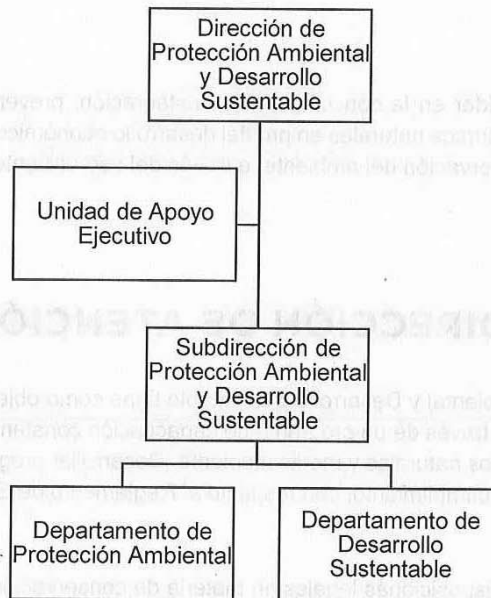 Dirección de
Protección Ambiental
y Desarrollo
Sustentable
Unidad de Apoyo
Ejecutivo
Subdirección de
Protección Ambiental
y Desarrollo
Sustentable
Departamento de
Protección Ambiental
Departamento de
Desarrollo
Sustentable